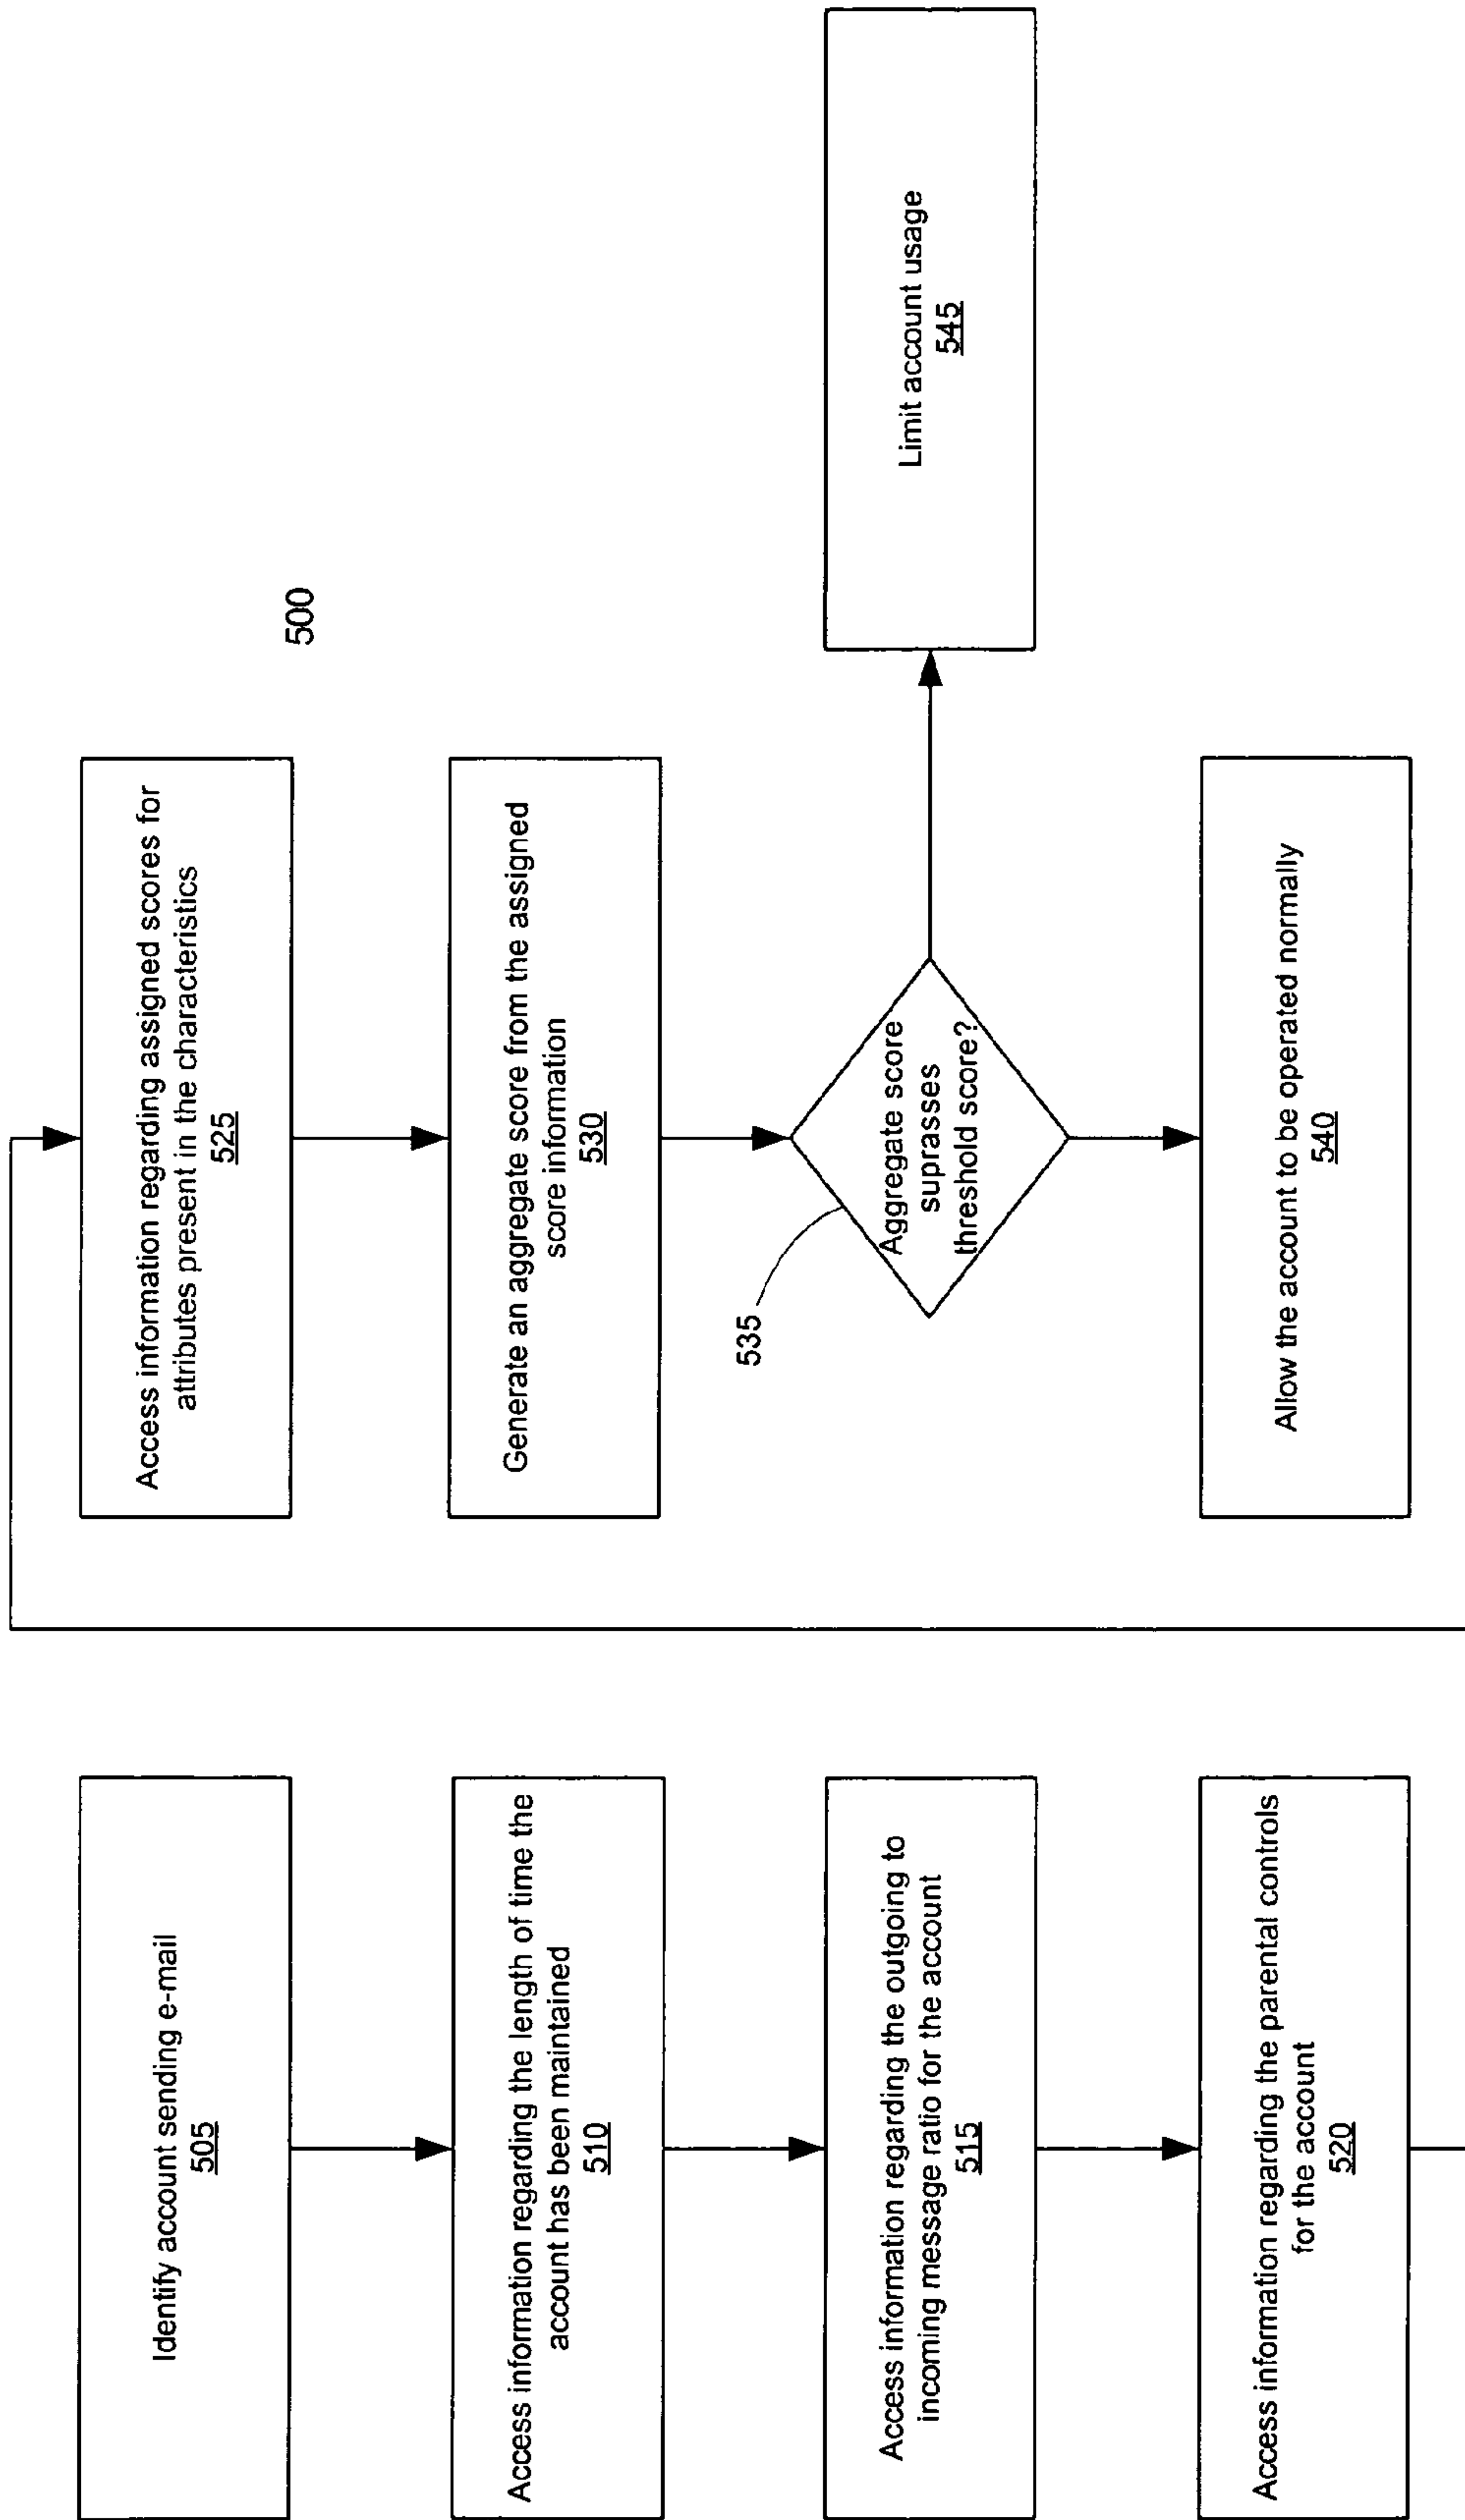 500
Identify account sending e-mail
505
Access information regarding the length of time the
account has been maintained
510
Access information regarding the outgoing to
incoming message ratio for the account
515
Access information regarding the parental controls
for the account
520
Access information regarding assigned scores for
attributes present in the characteristics
525
Generate an aggregate score from the assigned
score information
530
535
Aggregate score
suprasses
threshold score?
Allow the account to be operated normally
540
Limit account usage
545